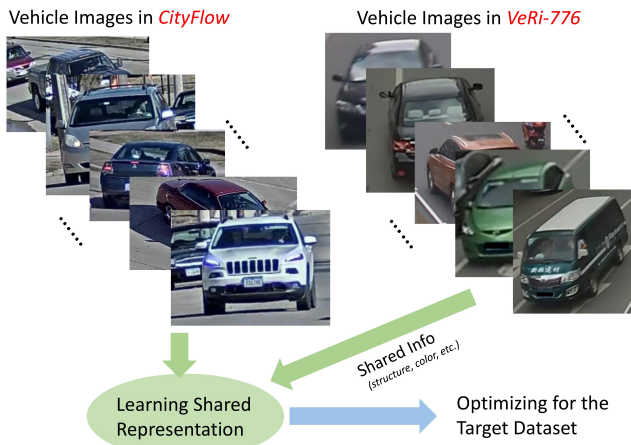 Vehicle Images in CityFlow
Vehicle Images in VeRi-776
Shared Info
(structure, color, etc.)
Learning Shared
Representation
Optimizing for the
Target Dataset